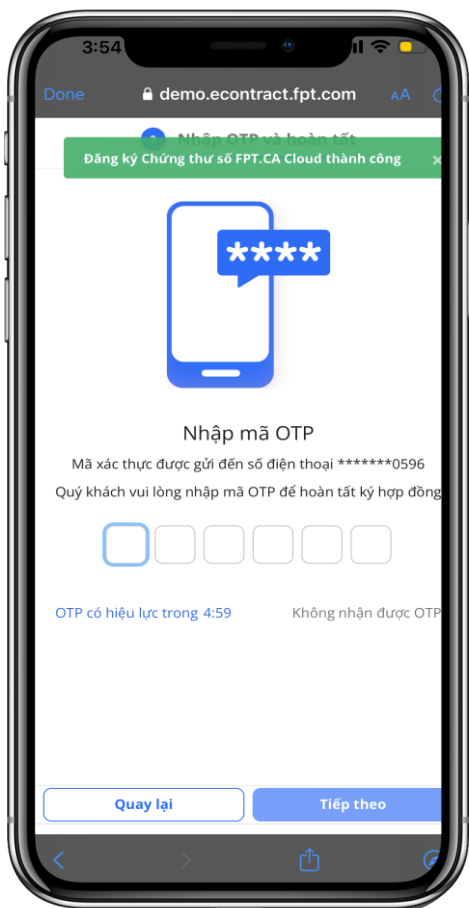 3:54
Done
demo.econtract.fpt.com
AA
Nhập OTP và hoàn tất
Đăng ký Chứng thư số FPT.CA Cloud thành công
****
Nhập mã OTP
Mã xác thực được gửi đến số điện thoại *******0596
Quý khách vui lòng nhập mã OTP để hoàn tất ký hợp đồng
OTP có hiệu lực trong 4:59
Không nhận được OTP
Quay lại
Tiếp theo